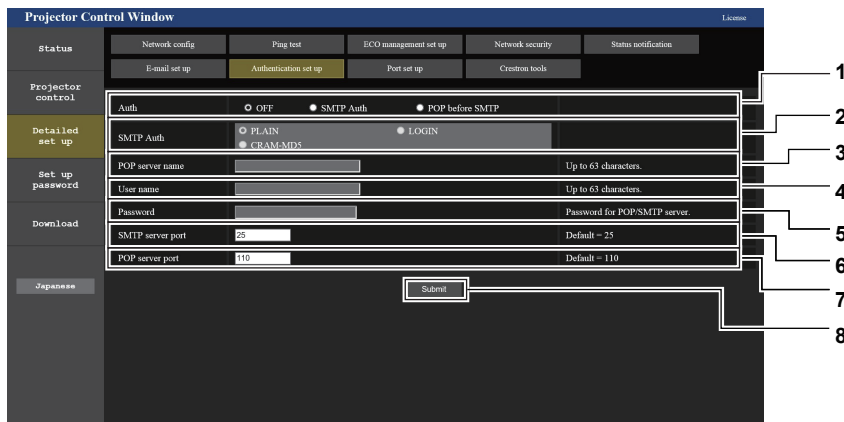 Projector Control Window
License
Status
Network config
Ping test
ECO management set up
Network security
Status notification
E-mail set up
Authentication set up
Port set up
Crestron tools
Projector
control
Detailed
set up
Set up
password
Download
Japanese
Auth
OFF
SMTP Auth
POP before SMTP
SMTP Auth
PLAIN
LOGIN
CRAM-MD5
POP server name
Up to 63 characters.
User name
Up to 63 characters.
Password
Password for POP/SMTP server.
SMTP server port
25
Default = 25
POP server port
110
Default = 110
Submit
1
2
3
4
5
6
7
8